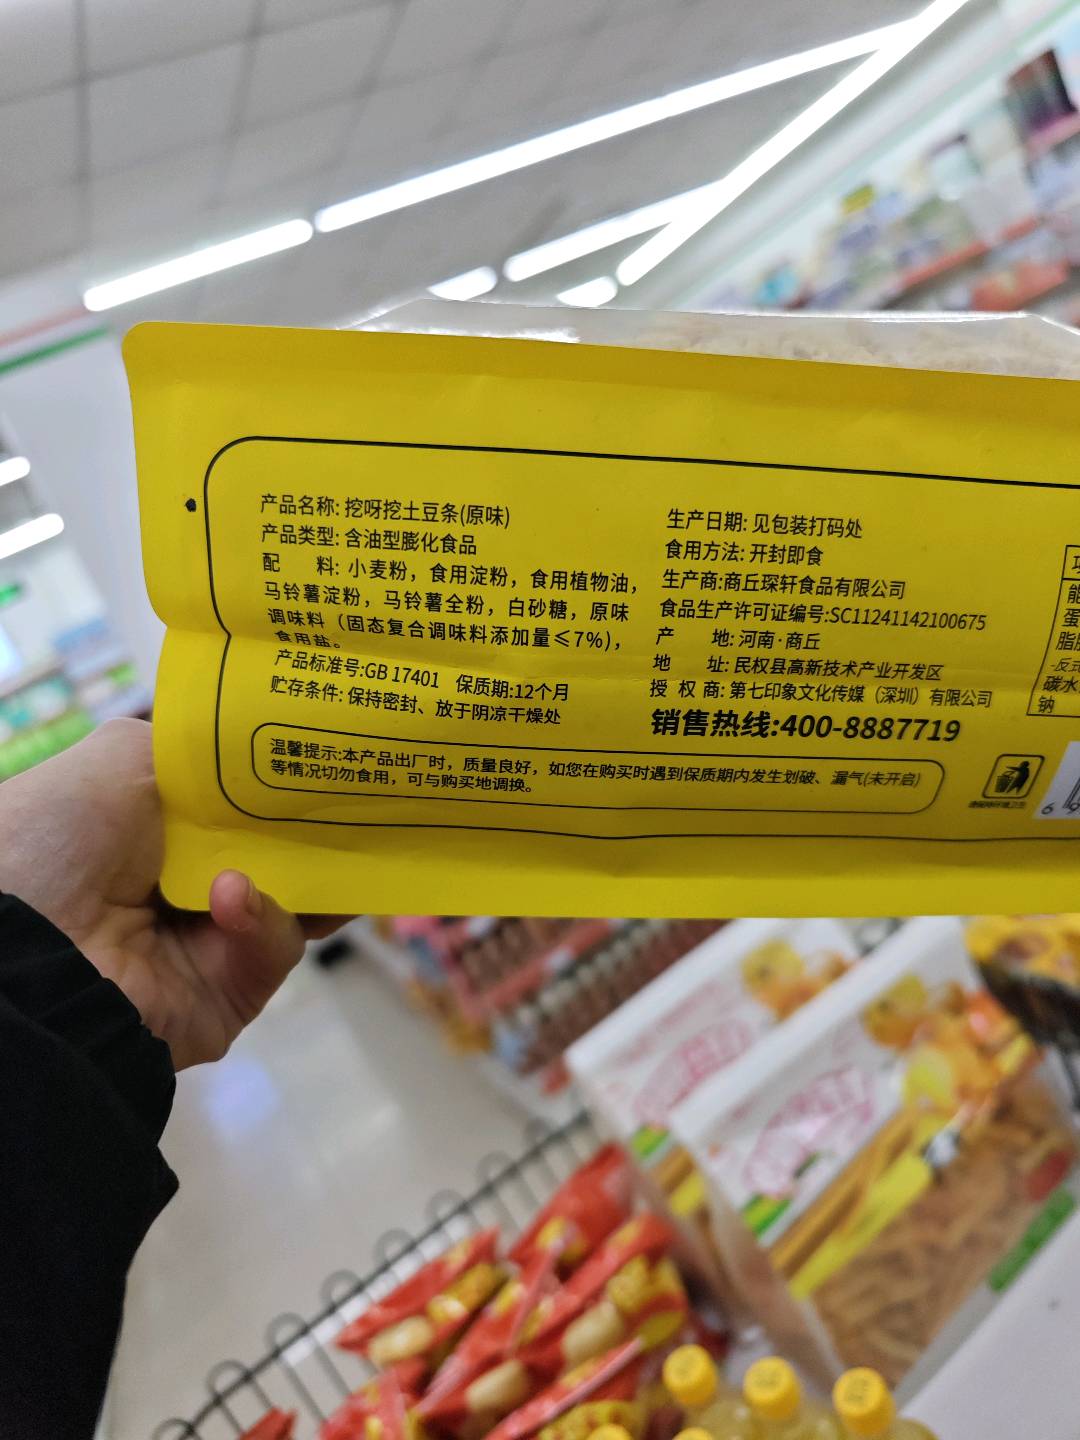 产品名称: 挖呀挖土豆条(原味)
产品类型: 含油型膨化食品
配 料: 小麦粉，食用淀粉，食用植物油，
马铃薯淀粉，马铃薯全粉，白砂糖，原味
调味料（固态复合调味料添加量≤7%），
食用盐。
产品标准号:GB 17401 保质期:12个月
贮存条件: 保持密封、放于阴凉干燥处
生产日期: 见包装打码处
食用方法: 开封即食
生产商:商丘琛轩食品有限公司
食品生产许可证编号:SC11241142100675
产 地: 河南·商丘
地 址: 民权县高新技术产业开发区
授 权 商: 第七印象文化传媒（深圳）有限公司
销售热线:400-8887719
温馨提示:本产品出厂时，质量良好，如您在购买时遇到保质期内发生划破、漏气(未开启)
等情况切勿食用，可与购买地调换。
能
蛋
脂
碳水
钠
6 9